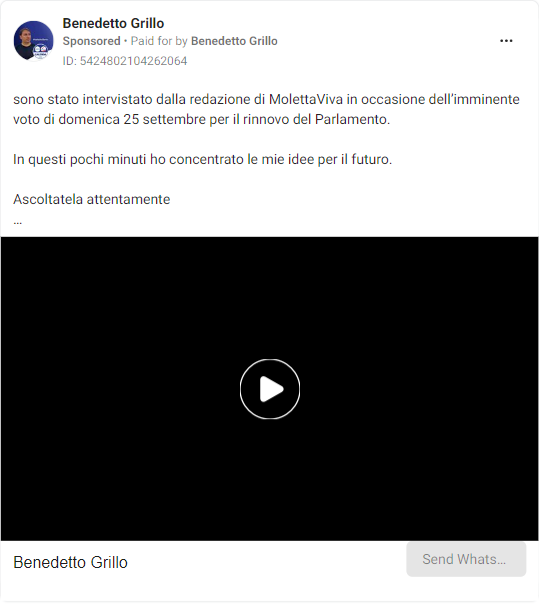 Benedetto Grillo
Sponsored • Paid for by Benedetto Grillo
ID: 5424802104262064
sono stato intervistato dalla redazione di MolettaViva in occasione dell'imminente
voto di domenica 25 settembre per il rinnovo del Parlamento.
In questi pochi minuti ho concentrato le mie idee per il futuro.
Ascoltatela attentamente
...
Benedetto Grillo
Send Whats...